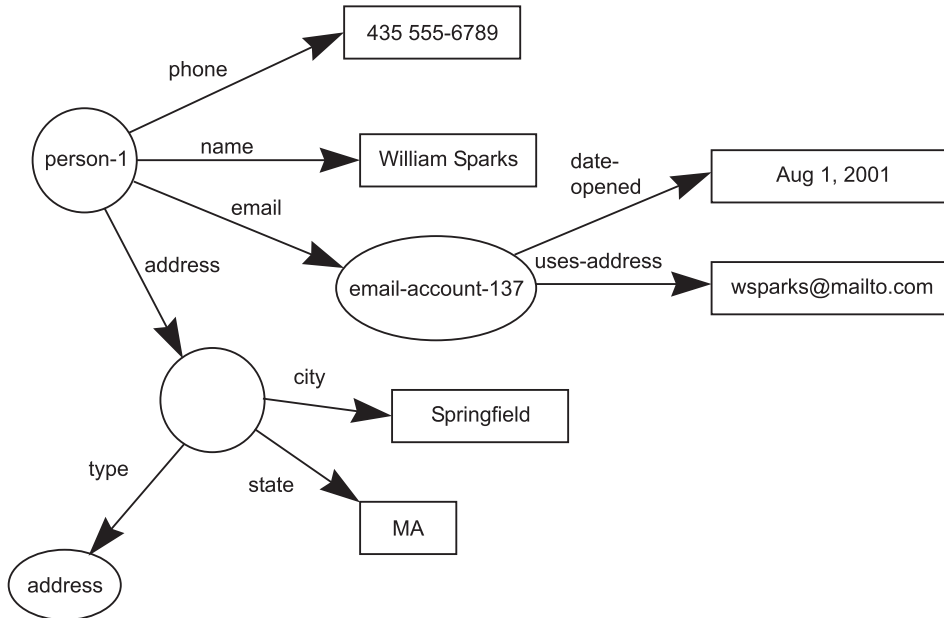 435 555-6789
phone
person-1
name
William Sparks
date-
opened
Aug 1, 2001
email
address
uses-address
email-account-137
wsparks@mailto.com
city
Springfield
type
state
MA
address